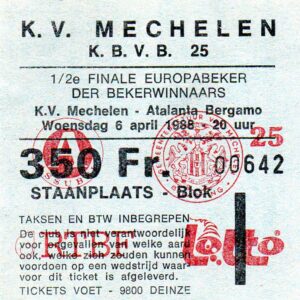 K.V. MECHELEN
K.B.V.B. 25
1/2e FINALE EUROPABEKER
DER BEKERWINNAARS
K.V. Mechelen - Atalanta Bergamo
Woensdag 6 april 1988 - 20 uur
A
25
350 Fr.
00642
STAANPLAATS - Blok
TAKSEN EN BTW INBEGREPEN
De club is niet verantwoordelijk
voor ongevallen van welke aard
ook, welke zich zouden kunnen
voordoen op een wedstrijd waar-
voor dit ticket is afgeleverd.
ETBE
Lotto
TICKETS VOET - 9800 DEINZE